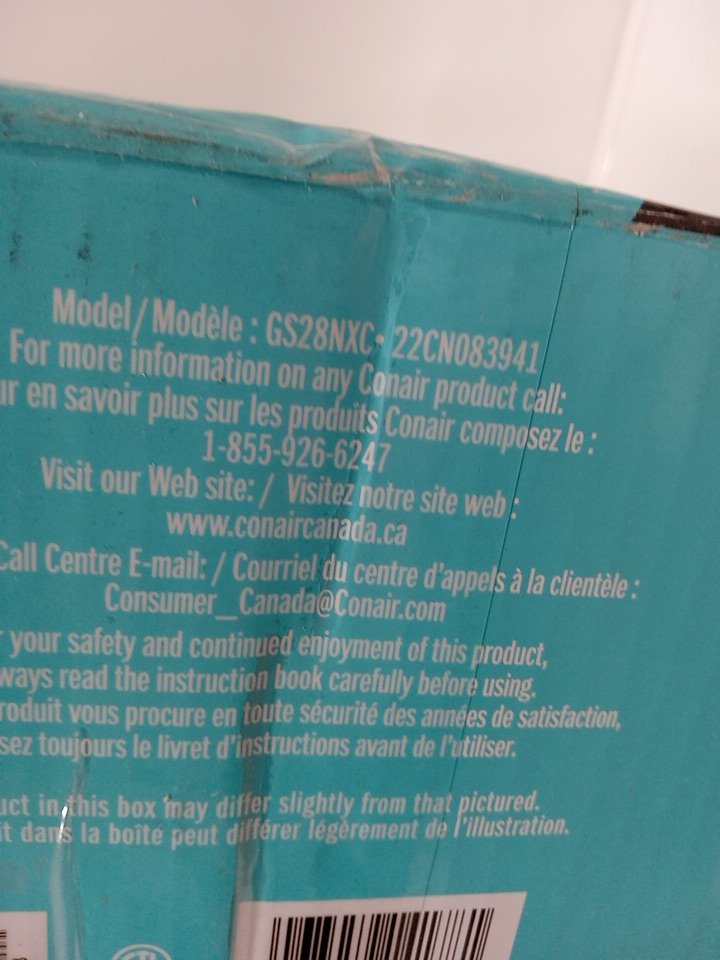 Model/Modèle : GS28NXC • 22CN083941
For more information on any Conair product call:
en savoir plus sur les produits Conair composez le :
1-855-926-6247
Visit our Web site: / Visitez notre site web :
www.conaircanada.ca
Call Centre E-mail: / Courriel du centre d'appels à la clientèle :
Consumer_Canada@Conair.com
your safety and continued enjoyment of this product,
read the instruction book carefully before using.
vous procure en toute sécurité des années de satisfaction,
toujours le livret d'instructions avant de l'utiliser.
in this box may differ slightly from that pictured.
dans la boîte peut différer légèrement de l'illustration.